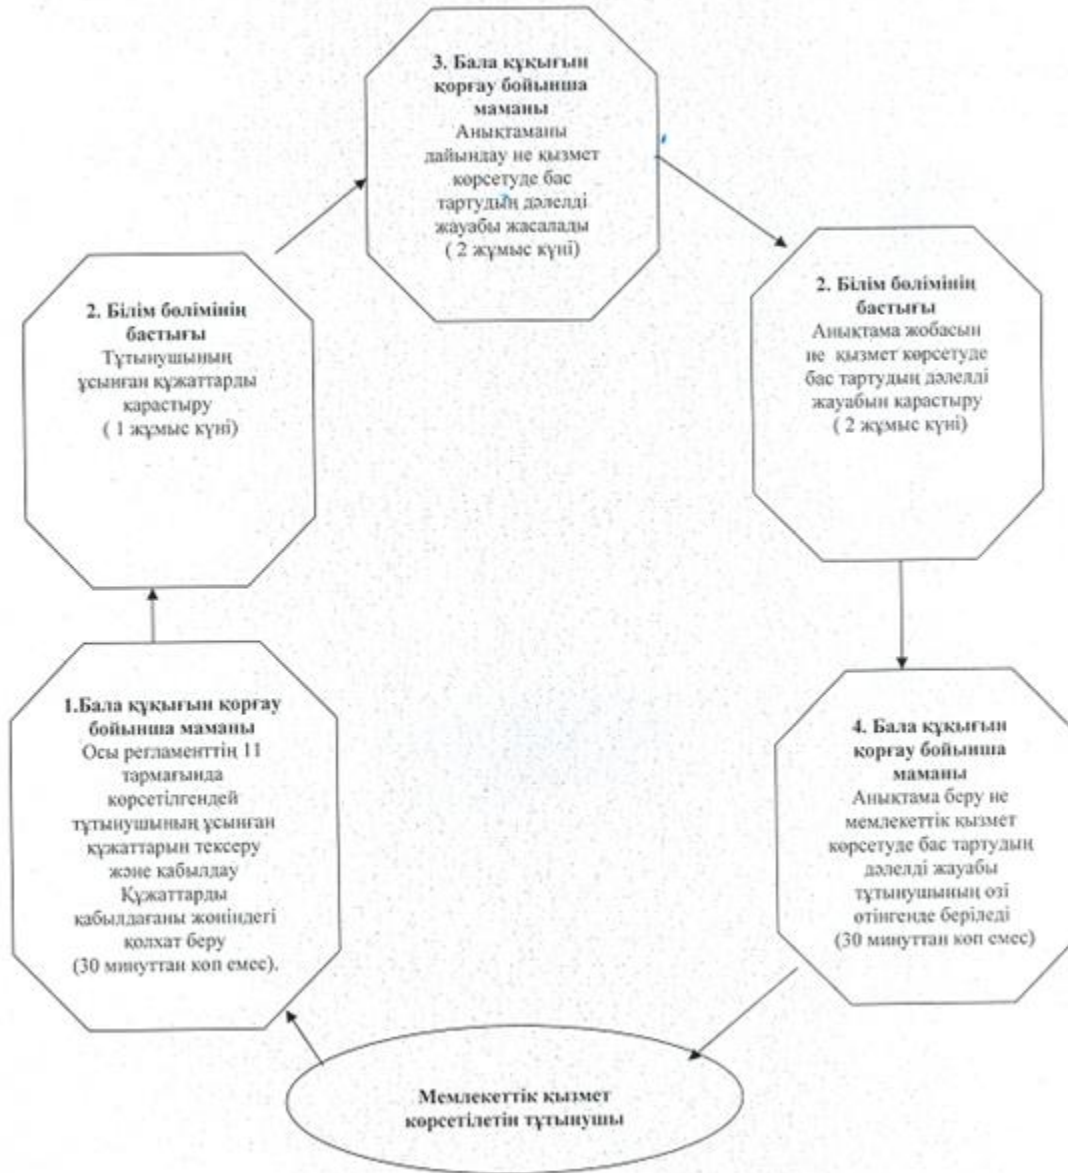 3. Бала құқығын
қорғау бойынша
маманы
Анықтаманы
дайындау не қызмет
көрсетуде бас
тартудың дәлелді
жауабы жасалады
( 2 жұмыс күні)
2. Білім бөлімінің
бастығы
Тұтынушының
ұсынған құжаттарды
қарастыру
( 1 жұмыс күні)
2. Білім бөлімінің
бастығы
Анықтама жобасын
не қызмет көрсетуде
бас тартудың дәлелді
жауабын қарастыру
( 2 жұмыс күні)
1.Бала құқығын қорғау
бойынша маманы
Осы регламенттің 11
тармағында
көрсетілгендей
тұтынушының ұсынған
құжаттарын тексеру
және қабылдау
Құжаттарды
қабылдағаны жөніндегі
қолхат беру
(30 минуттан көп емес).
4. Бала құқығын
қорғау бойынша
маманы
Анықтама беру не
мемлекеттік қызмет
көрсетуде бас тартудың
дәлелді жауабы
тұтынушының өзі
өтінгенде беріледі
(30 минуттан көп емес)
Мемлекеттік қызмет
көрсетілетін тұтынушы